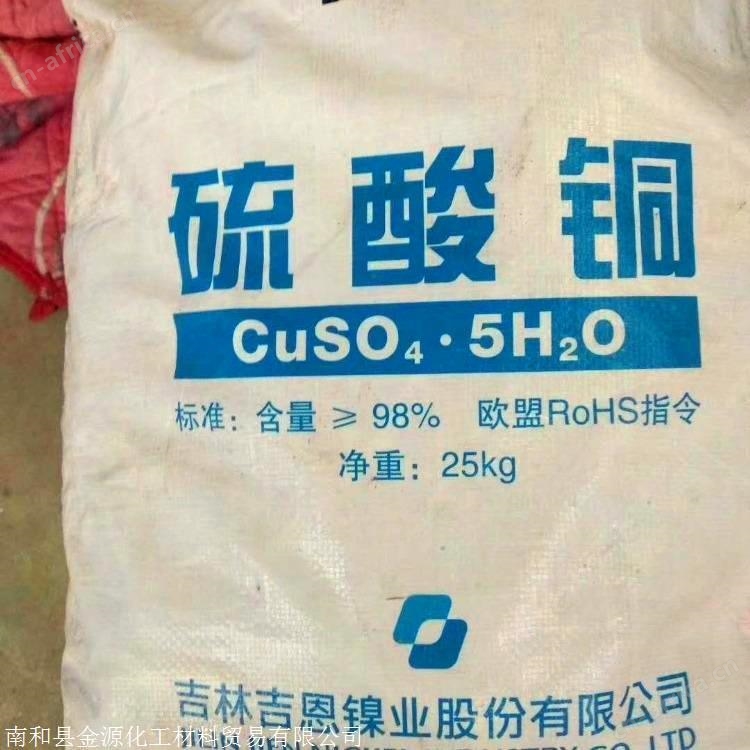 硫酸铜
CuSO₄·5H₂O
标准：含量 ≥ 98% 欧盟RoHS指令
净重：25kg
吉林吉恩镍业股份有限公司
南和县金源化工材料贸易有限公司